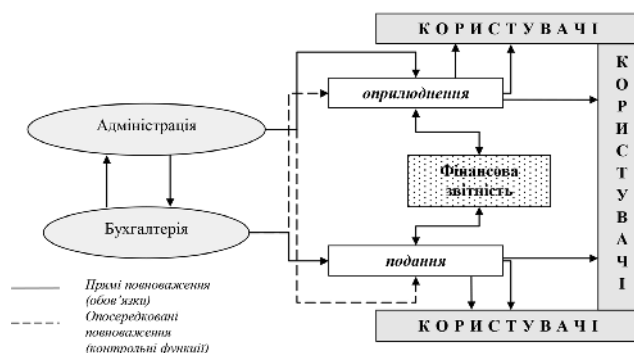 КОРИСТУВАЧІ
КОРИСТУВАЧІ
оприлюднення
Адміністрація
Фінансова
звітність
Бухгалтерія
подання
Прямі повноваження
(обов’язки)
Опосередковані
повноваження
(контрольні функції)
КОРИСТУВАЧІ